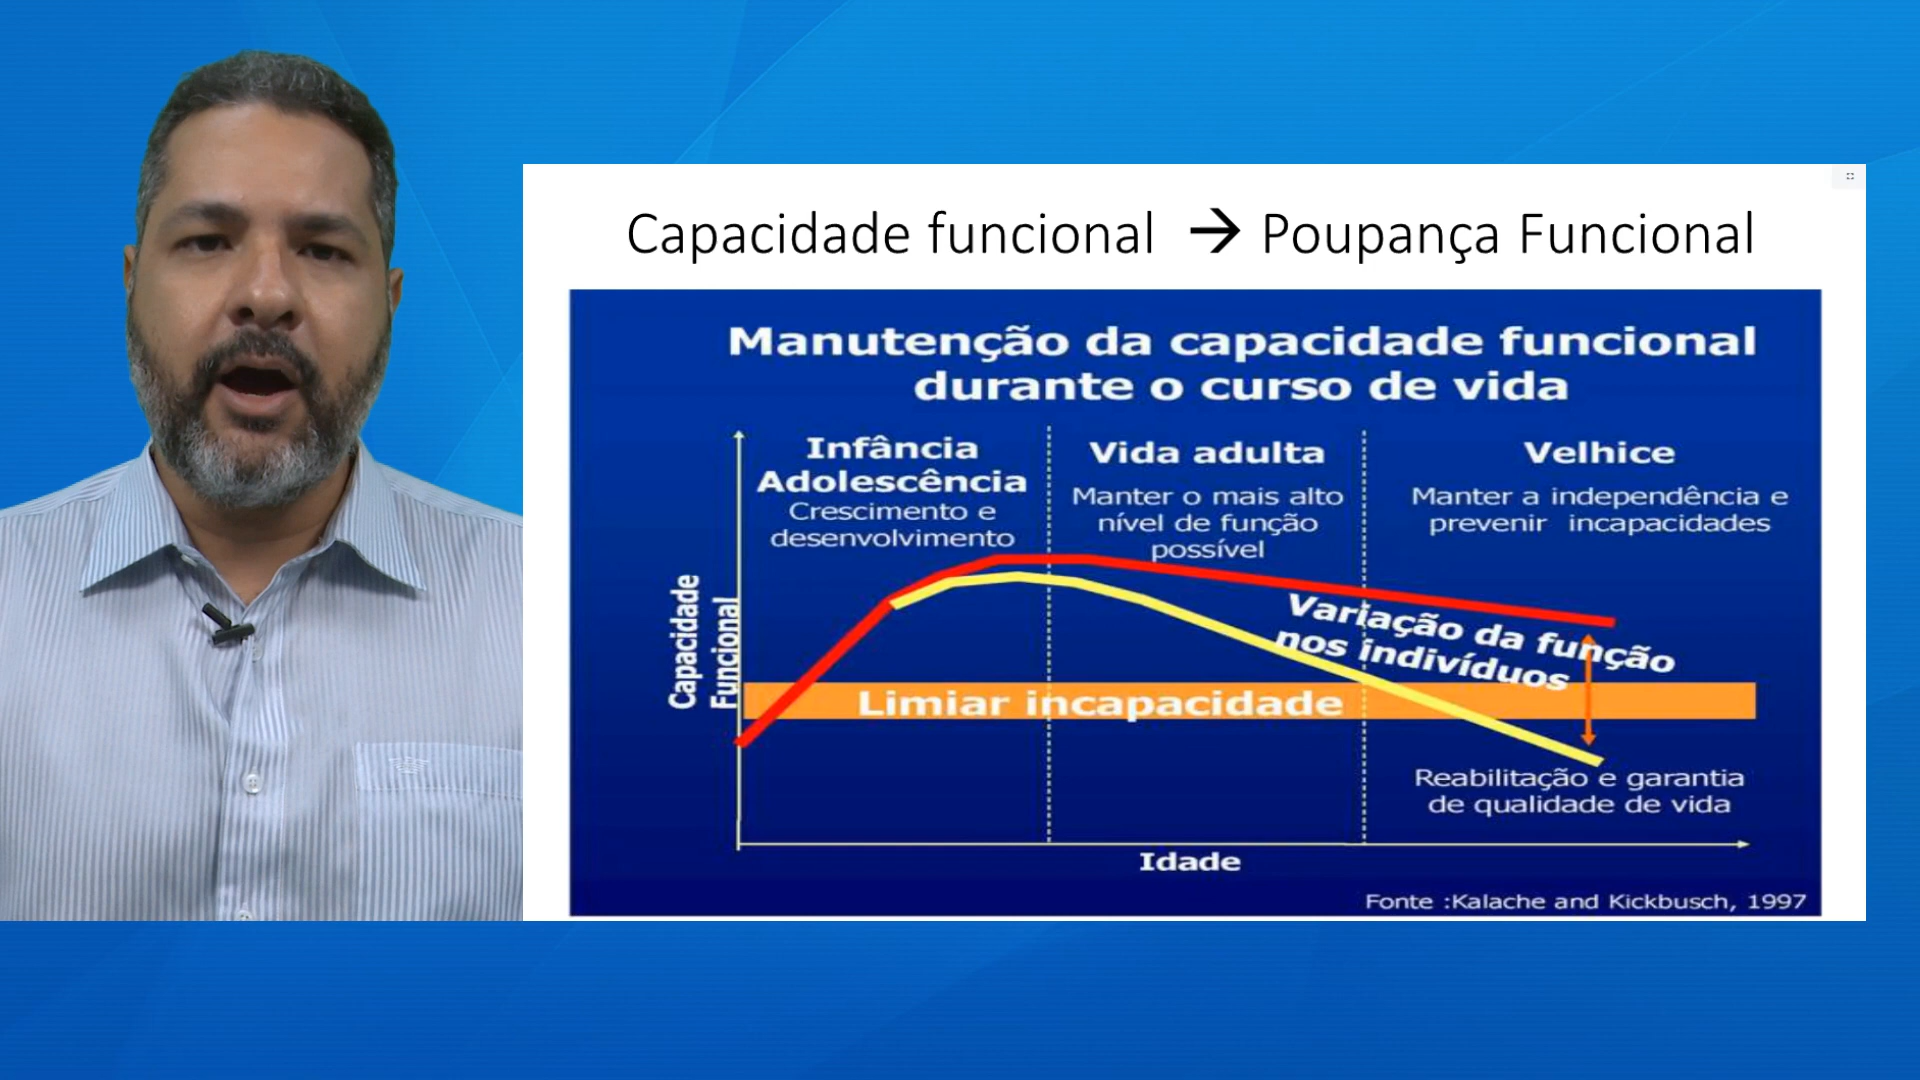 Capacidade funcional → Poupança Funcional
Manutenção da capacidade funcional
durante o curso de vida
Infância
Adolescência
Crescimento e
desenvolvimento
Vida adulta
Manter o mais alto
nível de função
possível
Velhice
Manter a independência e
prevenir incapacidades
Capacidade
Funcional
Variação da função
nos indivíduos
Limiar incapacidade
Reabilitação e garantia
de qualidade de vida
Idade
Fonte :Kalache and Kickbusch, 1997